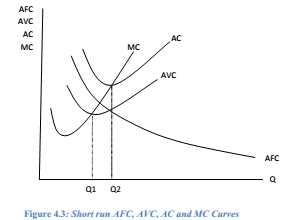 AFC
AVC
AC
MC
MC
AC
AVC
AFC
Q
Q1
Q2
Figure 4.3: Short run AFC, AVC, AC and MC Curves